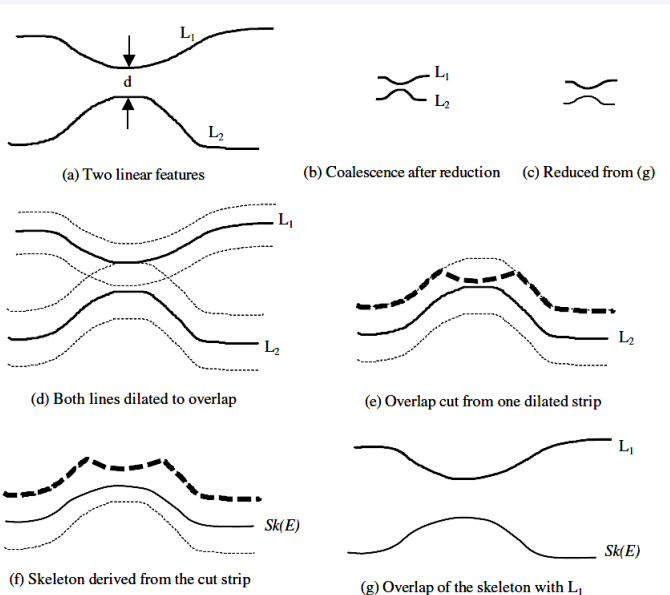 L₁
d
L₂
(a) Two linear features
L₁
L₂
(b) Coalescence after reduction
(c) Reduced from (g)
L₁
L₂
(d) Both lines dilated to overlap
L₂
(e) Overlap cut from one dilated strip
Sk(E)
(f) Skeleton derived from the cut strip
L₁
Sk(E)
(g) Overlap of the skeleton with L₁